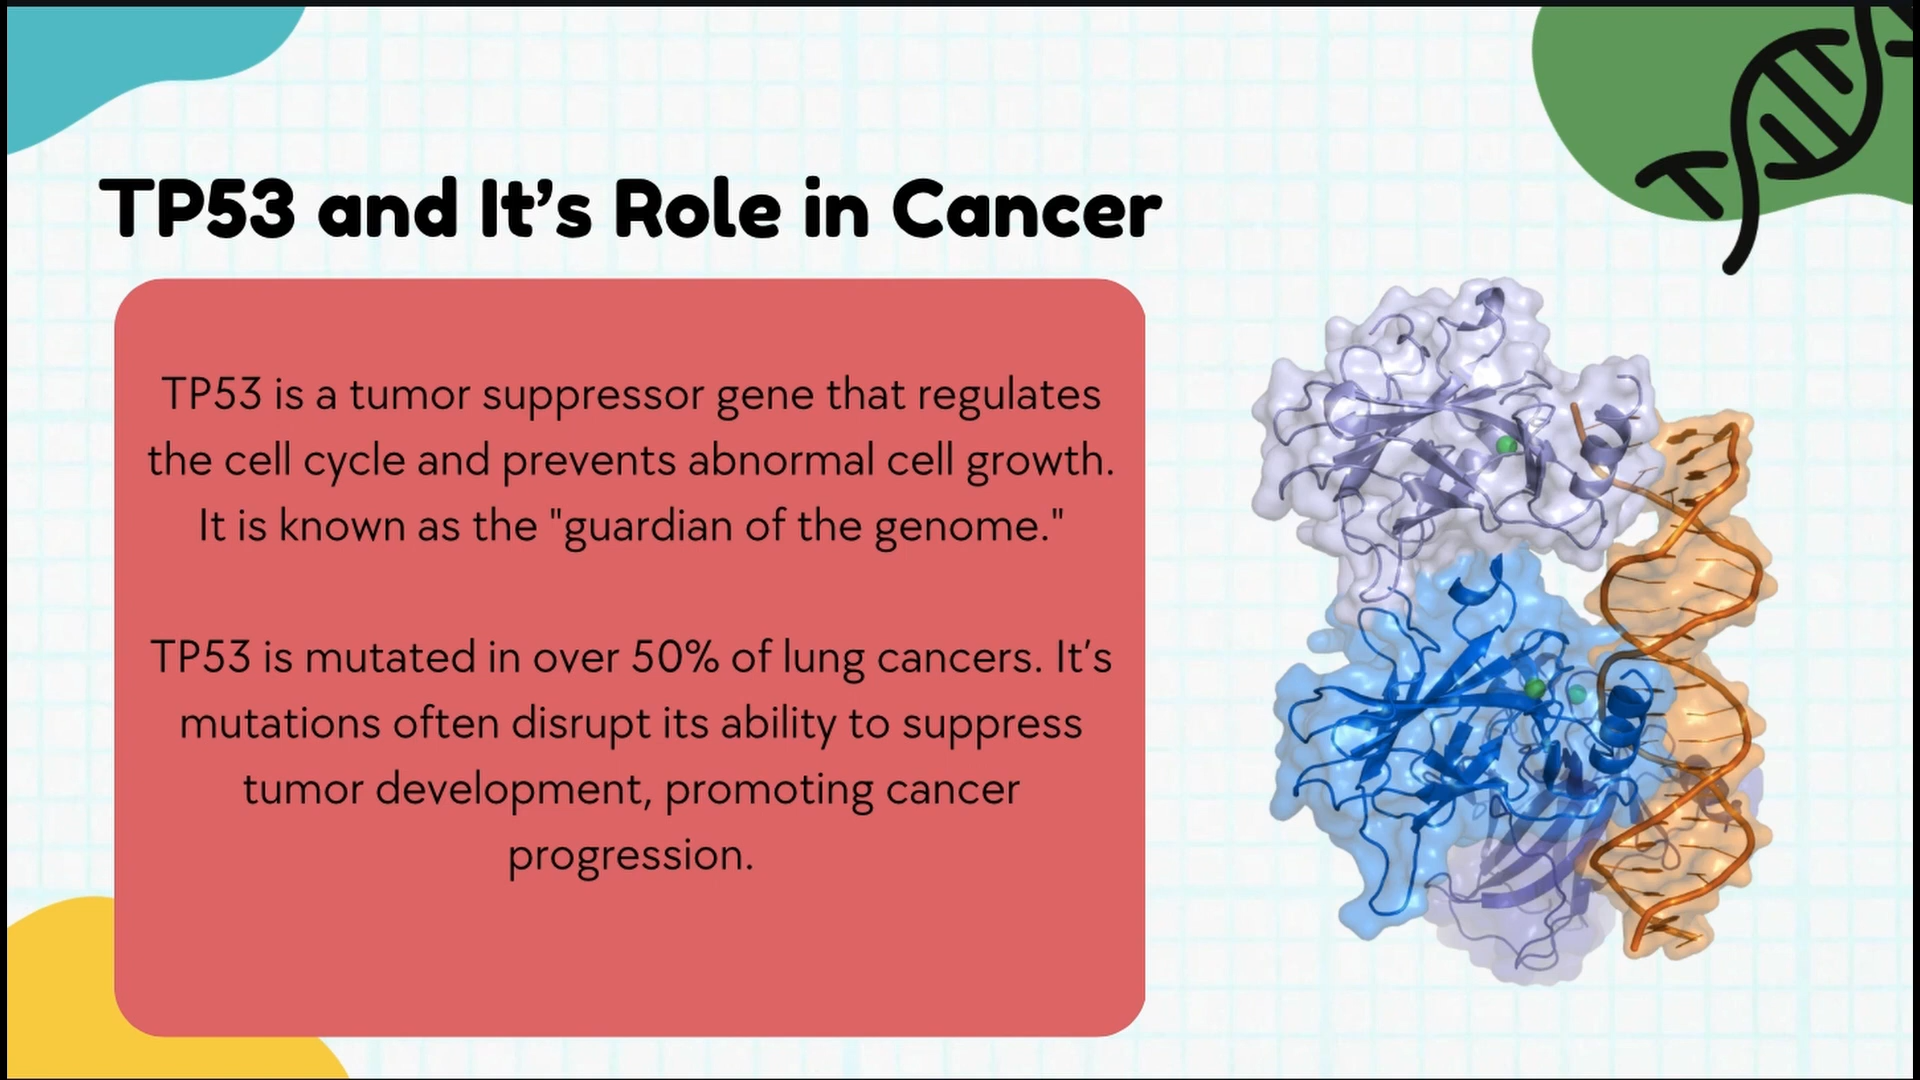 TP53 and It’s Role in Cancer
TP53 is a tumor suppressor gene that regulates
the cell cycle and prevents abnormal cell growth.
It is known as the "guardian of the genome."
TP53 is mutated in over 50% of lung cancers. It’s
mutations often disrupt its ability to suppress
tumor development, promoting cancer
progression.